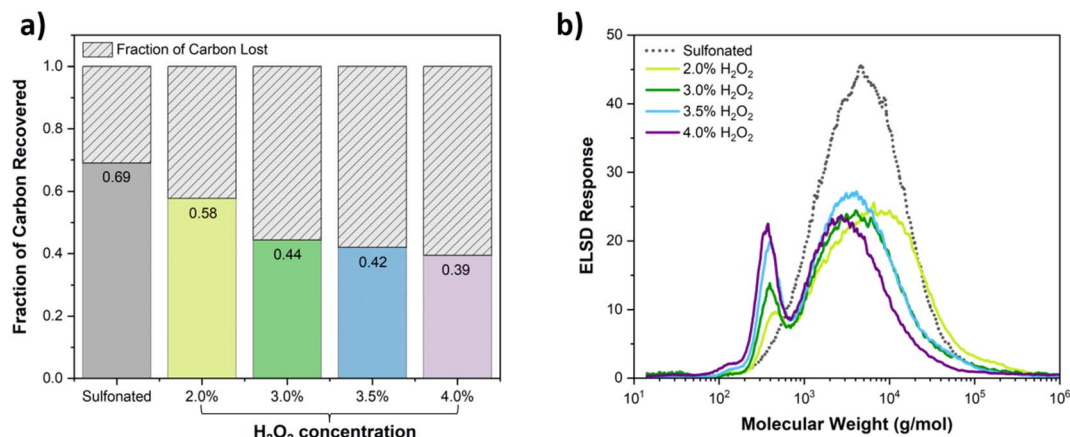 a)
Fraction of Carbon Lost
Fraction of Carbon Recovered
1.0
0.8
0.6
0.4
0.2
0.0
0.69
0.58
0.44
0.42
0.39
Sulfonated
2.0%
3.0%
3.5%
4.0%
H₂O₂ concentration
b)
Sulfonated
2.0% H₂O₂
3.0% H₂O₂
3.5% H₂O₂
4.0% H₂O₂
ELSD Response
50
40
30
20
10
0
10¹
10²
10³
10⁴
10⁵
10⁶
Molecular Weight (g/mol)